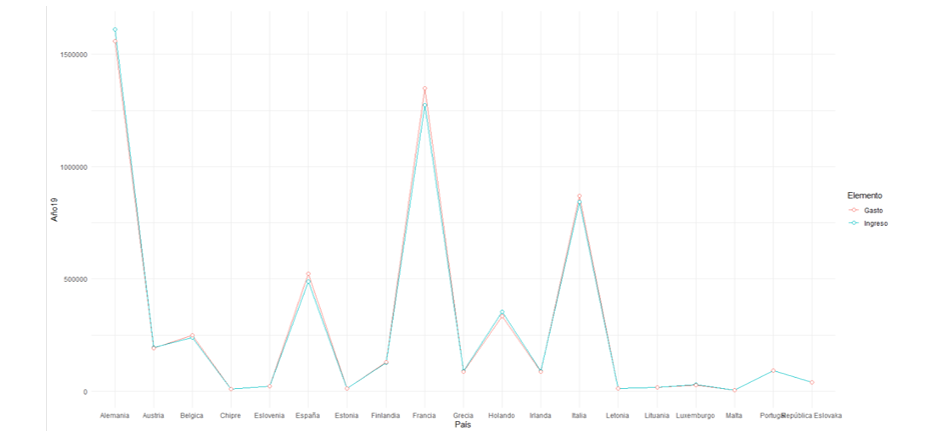 1500000
1000000
500000
0
Año19
Alemania Austria Belgica Chipre Eslovenia España Estonia Finlandia Francia Grecia Holando Irlanda Italia Letonia Lituania Luxemburgo Malta Portugal República Eslovaka
País
Elemento
Gasto
Ingreso